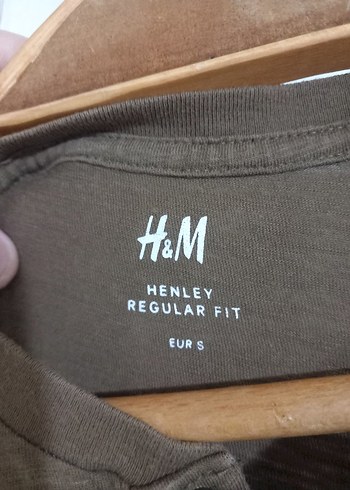 H&M
HENLEY
REGULAR FIT
EUR S